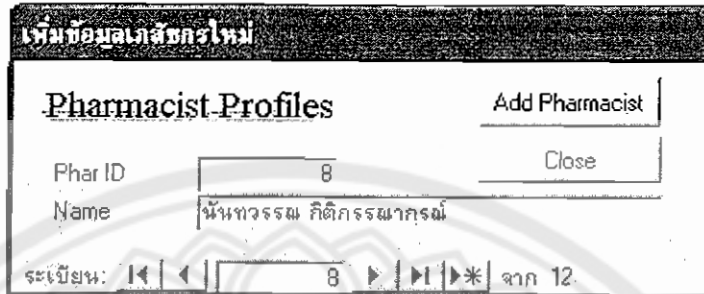 เพิ่มข้อมูลเภสัชกรใหม่
Pharmacist Profiles
Add Pharmacist
Phar ID 8
Close
Name นันทวรรณ กิติกรรณากรณ์
ระเบียน: 8 จาก 12